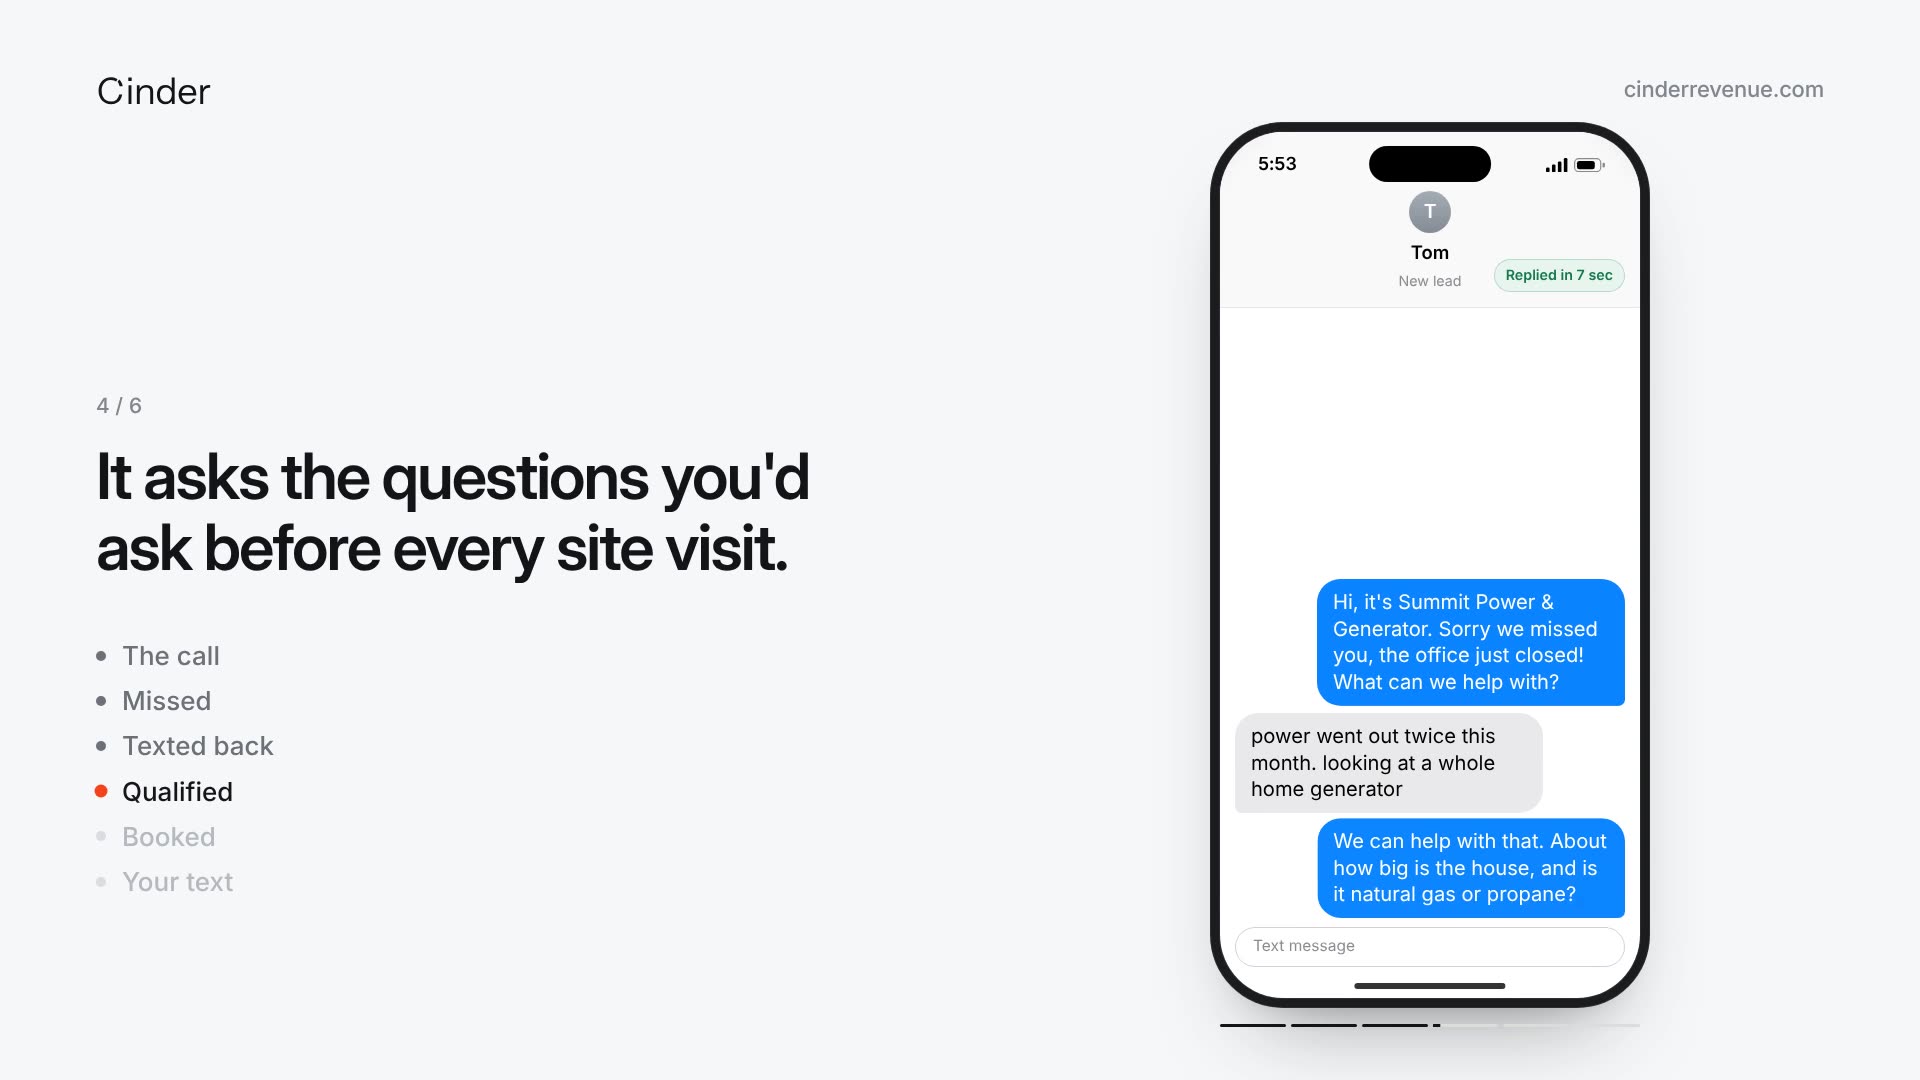 Cinder
cinderrevenue.com
4 / 6
It asks the questions you'd
ask before every site visit.
The call
Missed
Texted back
Qualified
Booked
Your text
5:53
T
Tom
New lead
Replied in 7 sec
Hi, it's Summit Power &
Generator. Sorry we missed
you, the office just closed!
What can we help with?
power went out twice this
month. looking at a whole
home generator
We can help with that. About
how big is the house, and is
it natural gas or propane?
Text message